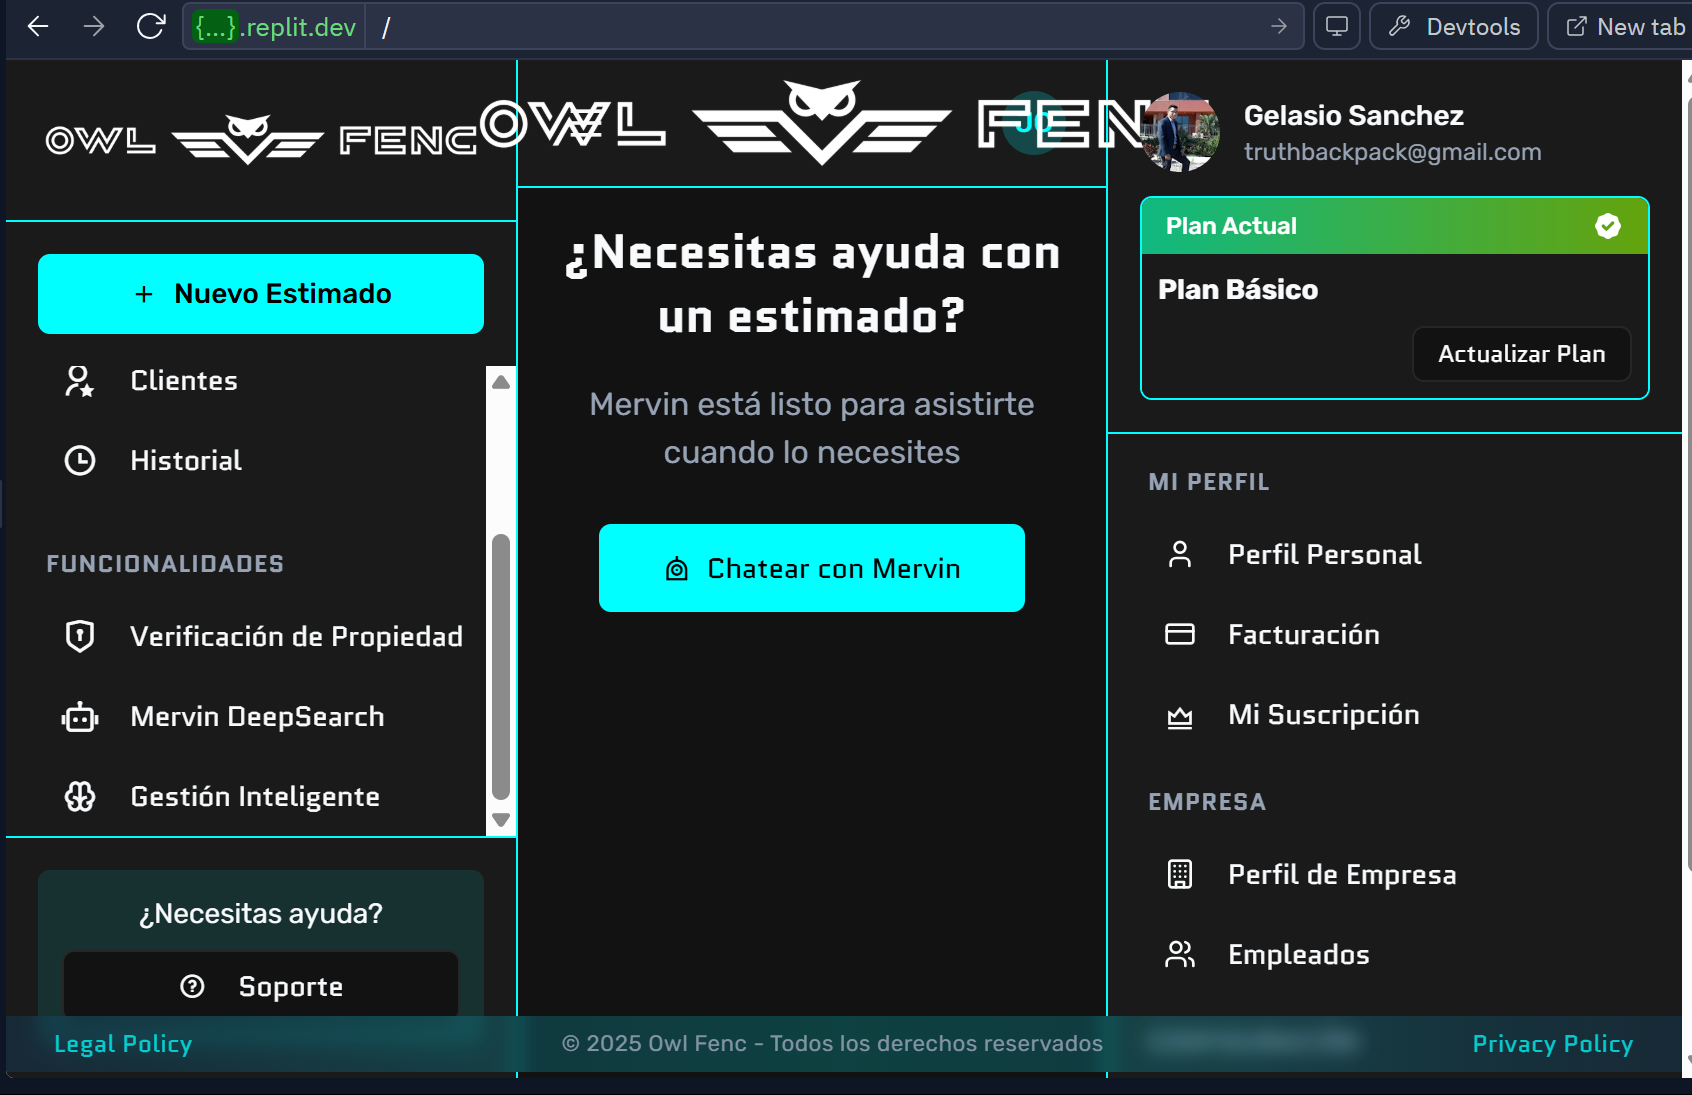 {...}.replit.dev /
Devtools
New tab
OWL FENC
+ Nuevo Estimado
Clientes
Historial
FUNCIONALIDADES
Verificación de Propiedad
Mervin DeepSearch
Gestión Inteligente
¿Necesitas ayuda?
Soporte
Legal Policy
OWL FEN
JO
¿Necesitas ayuda con
un estimado?
Mervin está listo para asistirte
cuando lo necesites
Chatear con Mervin
© 2025 Owl Fenc - Todos los derechos reservados
Gelasio Sanchez
truthbackpack@gmail.com
Plan Actual
Plan Básico
Actualizar Plan
MI PERFIL
Perfil Personal
Facturación
Mi Suscripción
EMPRESA
Perfil de Empresa
Empleados
Privacy Policy